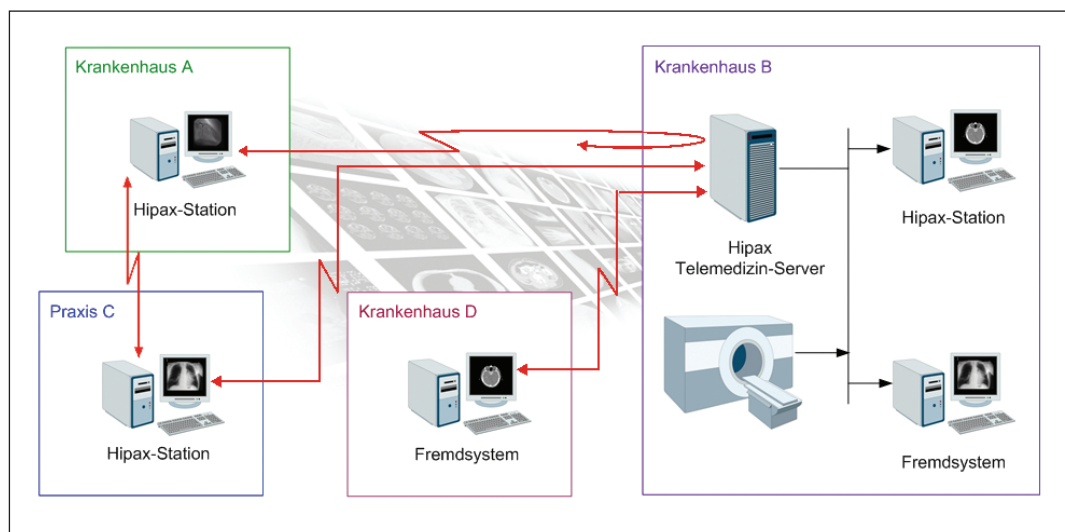 Krankenhaus A
Hipax-Station
Krankenhaus B
Hipax
Telemedizin-Server
Hipax-Station
Praxis C
Hipax-Station
Krankenhaus D
Fremdsystem
Fremdsystem